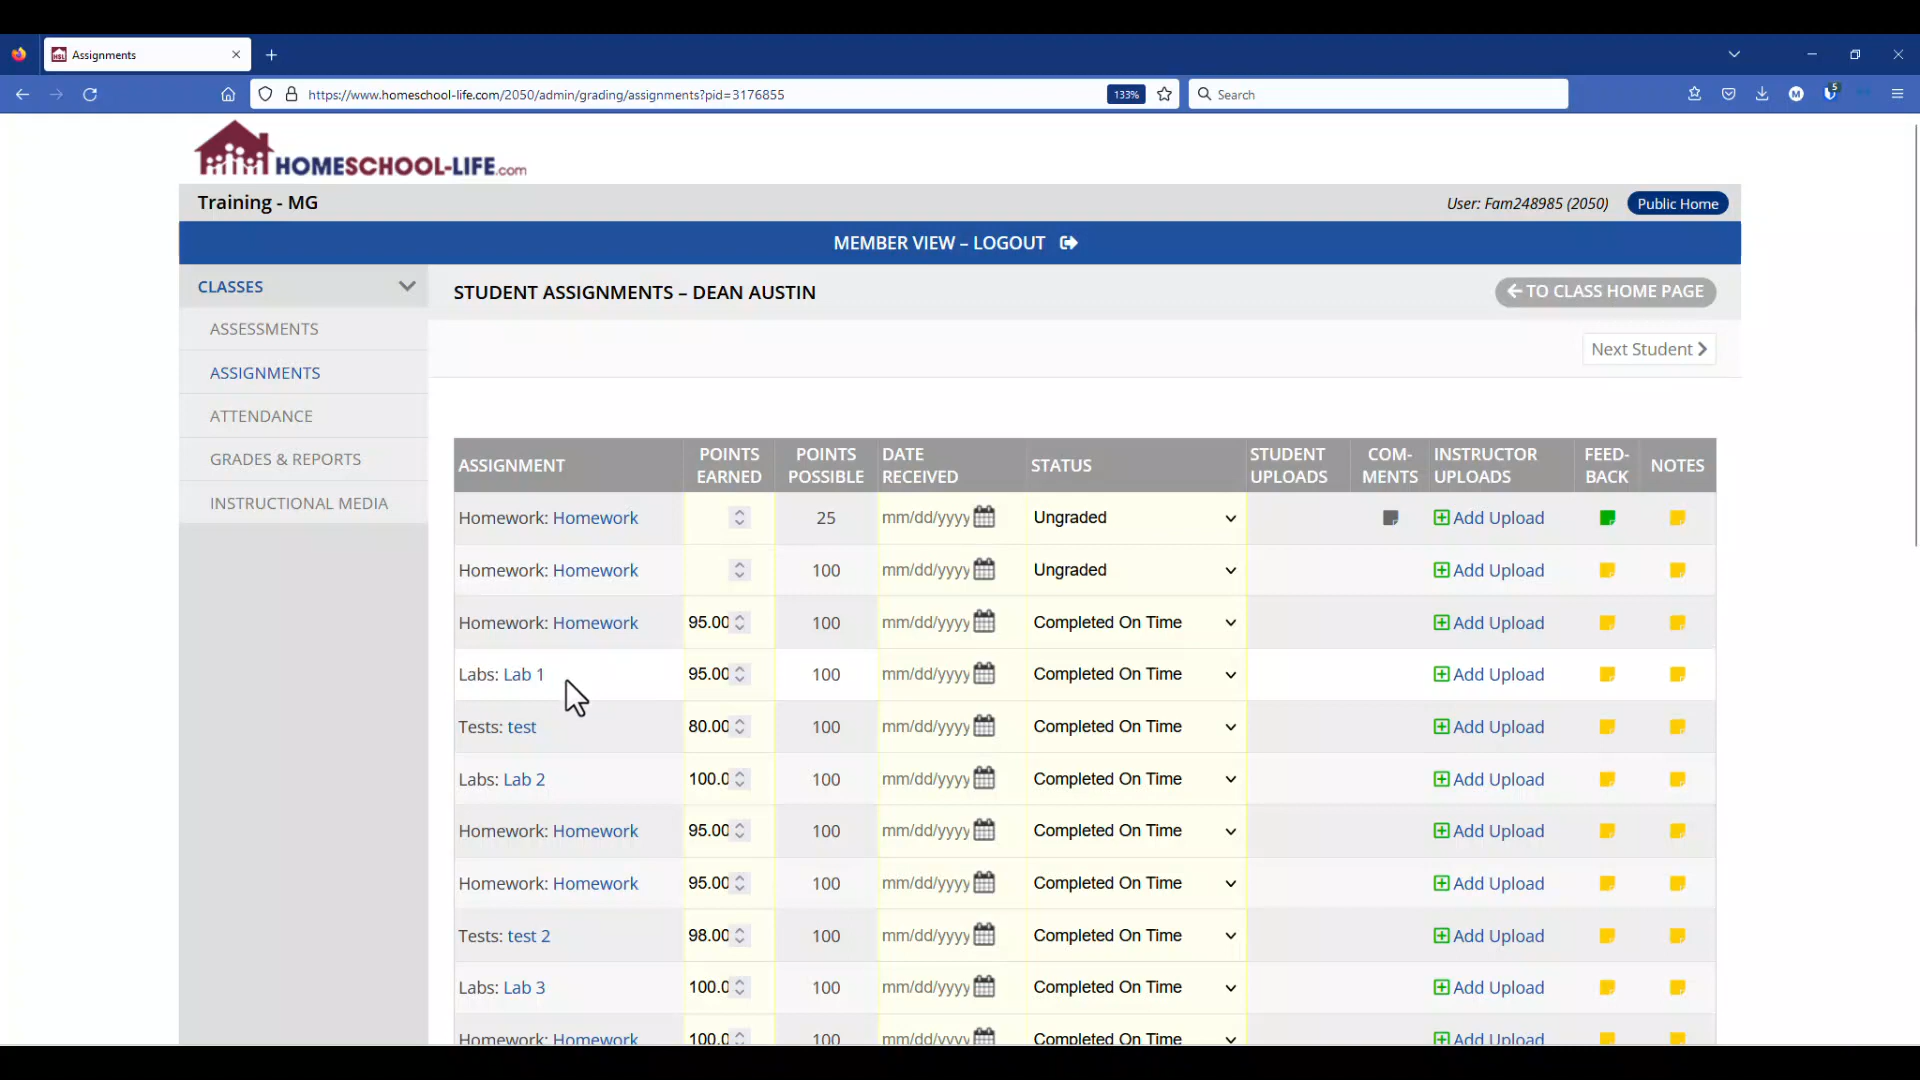 Assignments
https://www.homeschool-life.com/2050/admin/grading/assignments?pid=3176855
133%
Search
M
5
HSL
HOMESCHOOL-LIFE.com
Training - MG
User: Fam248985 (2050)
Public Home
MEMBER VIEW – LOGOUT
CLASSES
ASSESSMENTS
ASSIGNMENTS
ATTENDANCE
GRADES & REPORTS
INSTRUCTIONAL MEDIA
STUDENT ASSIGNMENTS – DEAN AUSTIN
TO CLASS HOME PAGE
Next Student
ASSIGNMENT POINTS EARNED POINTS POSSIBLE DATE RECEIVED STATUS STUDENT UPLOADS COM-MENTS INSTRUCTOR UPLOADS FEED-BACK NOTES
Homework: Homework 25 mm/dd/yyyy Ungraded Add Upload
Homework: Homework 100 mm/dd/yyyy Ungraded Add Upload
Homework: Homework 95.00 100 mm/dd/yyyy Completed On Time Add Upload
Labs: Lab 1 95.00 100 mm/dd/yyyy Completed On Time Add Upload
Tests: test 80.00 100 mm/dd/yyyy Completed On Time Add Upload
Labs: Lab 2 100.0 100 mm/dd/yyyy Completed On Time Add Upload
Homework: Homework 95.00 100 mm/dd/yyyy Completed On Time Add Upload
Homework: Homework 95.00 100 mm/dd/yyyy Completed On Time Add Upload
Tests: test 2 98.00 100 mm/dd/yyyy Completed On Time Add Upload
Labs: Lab 3 100.0 100 mm/dd/yyyy Completed On Time Add Upload
Homework: Homework 100.0 100 mm/dd/yyyy Completed On Time Add Upload